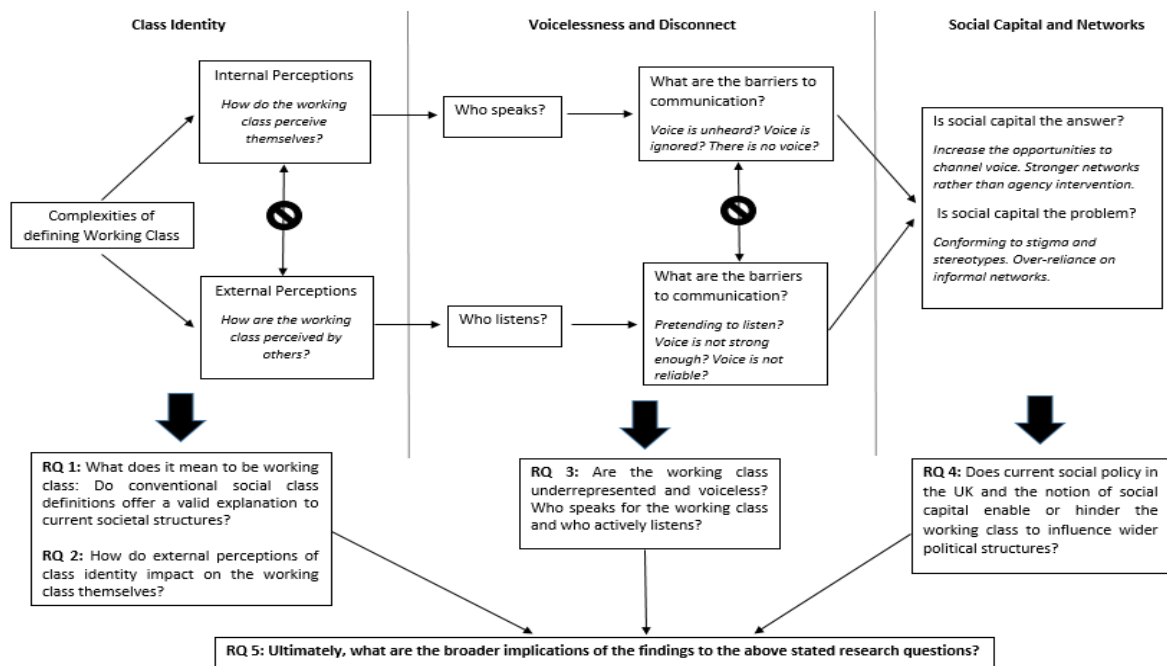 Class Identity
Voicelessness and Disconnect
Social Capital and Networks
Internal Perceptions
How do the working
class perceive
themselves?
Who speaks?
What are the barriers to
communication?
Voice is unheard? Voice is
ignored? There is no voice?
Is social capital the answer?
Increase the opportunities to
channel voice. Stronger networks
rather than agency intervention.
Is social capital the problem?
Conforming to stigma and
stereotypes. Over-reliance on
informal networks.
Complexities of
defining Working Class
External Perceptions
How are the working
class perceived by
others?
Who listens?
What are the barriers
to communication?
Pretending to listen?
Voice is not strong
enough? Voice is not
reliable?
RQ 1: What does it mean to be working
class: Do conventional social class
definitions offer a valid explanation to
current societal structures?
RQ 2: How do external perceptions of
class identity impact on the working
class themselves?
RQ 3: Are the working class
underrepresented and voiceless?
Who speaks for the working class
and who actively listens?
RQ 4: Does current social policy in
the UK and the notion of social
capital enable or hinder the
working class to influence wider
political structures?
RQ 5: Ultimately, what are the broader implications of the findings to the above stated research questions?